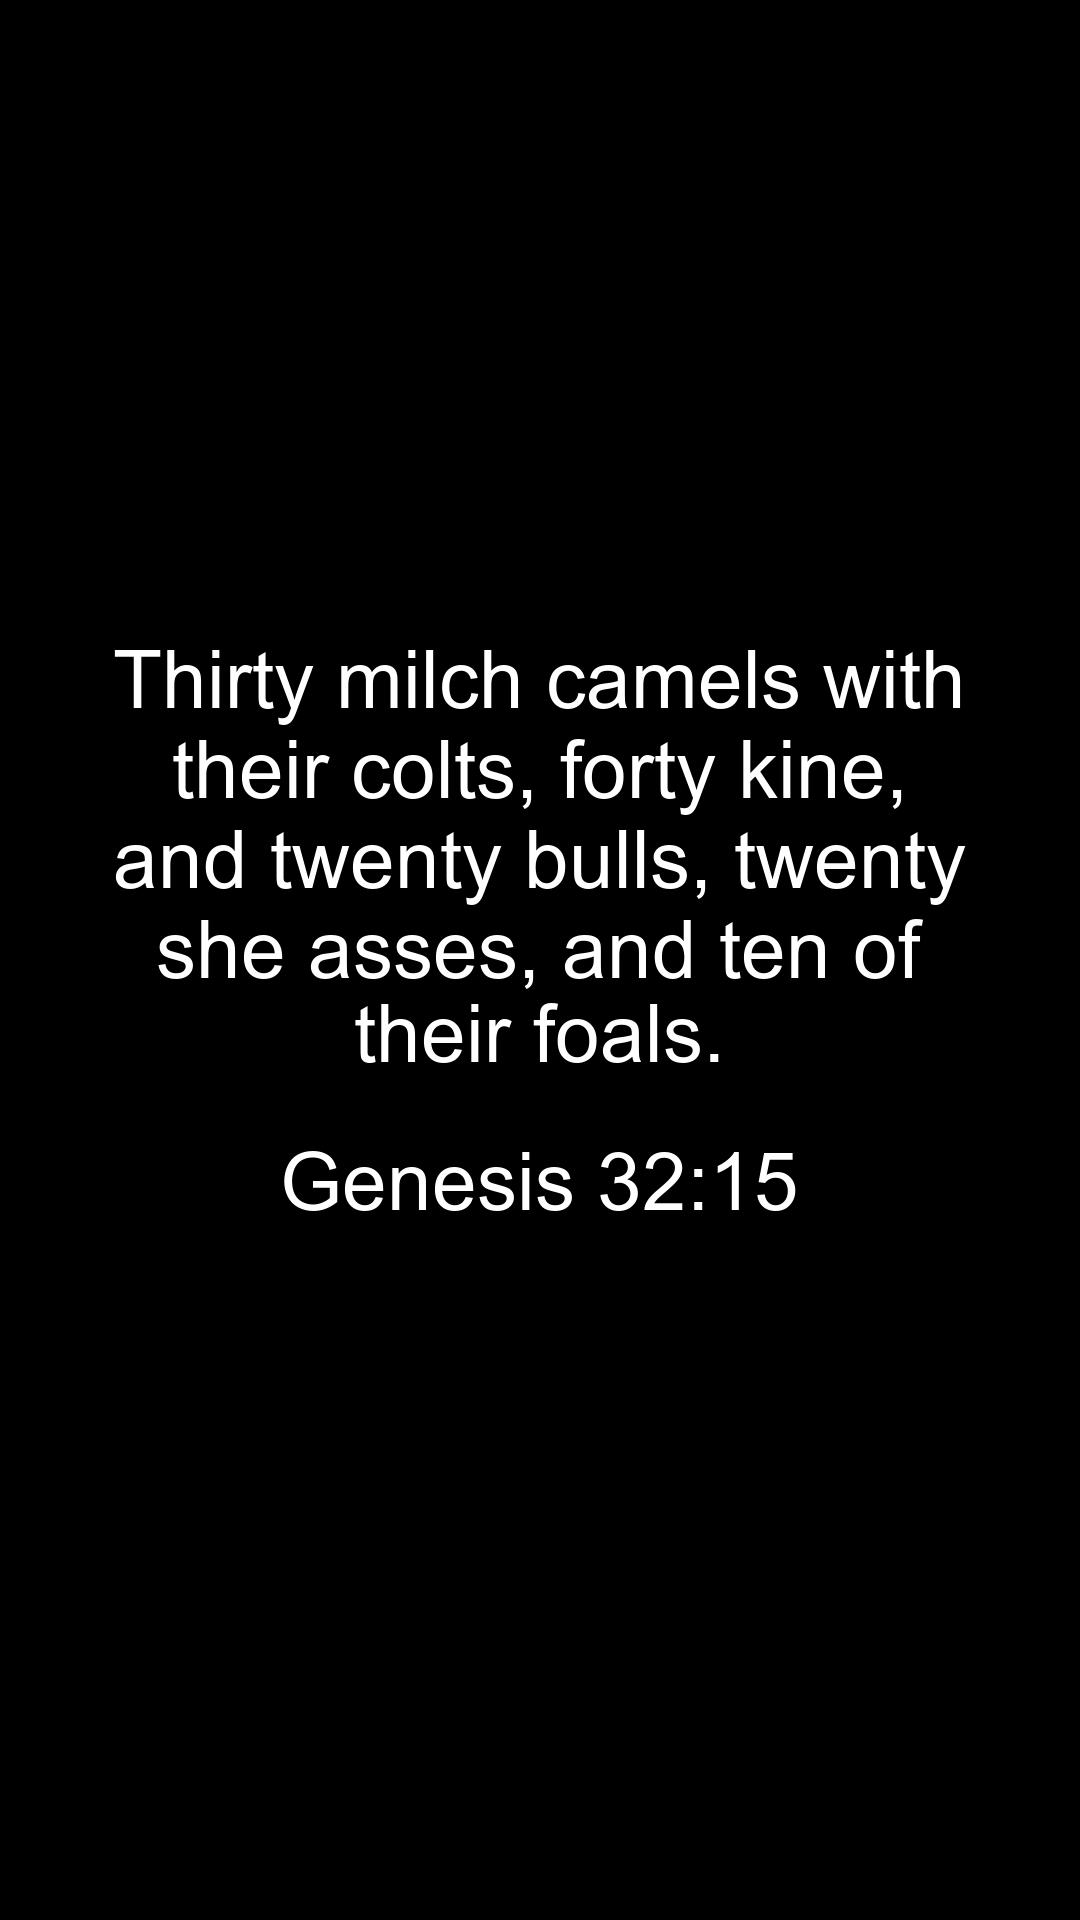 Thirty milch camels with
their colts, forty kine,
and twenty bulls, twenty
she asses, and ten of
their foals.
Genesis 32:15